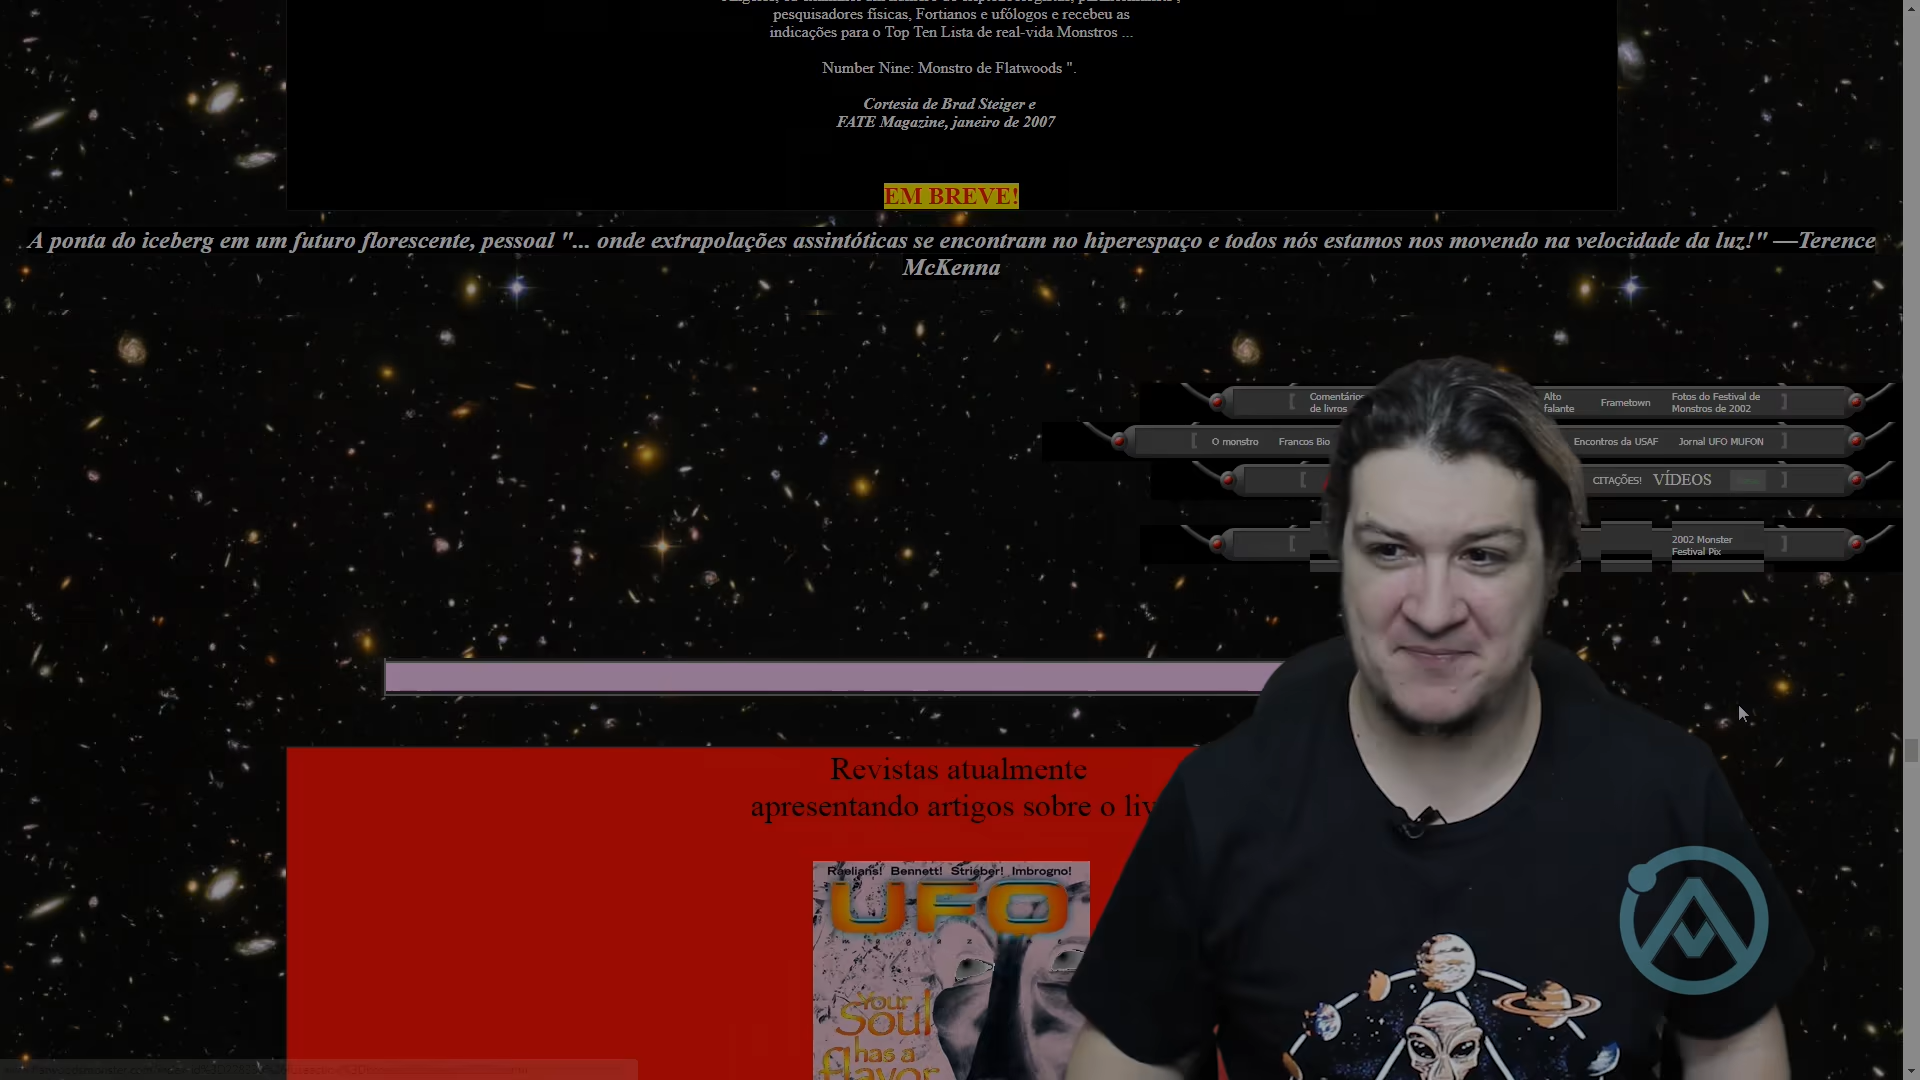 pesquisadores físicas, Fortianos e ufólogos e recebeu as
indicações para o Top Ten Lista de real-vida Monstros ...
Number Nine: Monstro de Flatwoods ".
Cortesia de Brad Steiger e
FATE Magazine, janeiro de 2007
EM BREVE!
A ponta do iceberg em um futuro florescente, pessoal "... onde extrapolações assintóticas se encontram no hiperespaço e todos nós estamos nos movendo na velocidade da luz!" —Terence
McKenna
[ Comentários
de livros
Alto
falante
Frametown
Fotos do Festival de
Monstros de 2002 ]
[ O monstro Francos Bio
Encontros da USAF Jornal UFO MUFON ]
[
CITAÇÕES! VÍDEOS ]
[
2002 Monster
Festival Pix ]
Revistas atualmente
apresentando artigos sobre o liv
Raelians! Bennett! Strieber! Imbrogno!
UFO
Your
Soul
has a
flavor